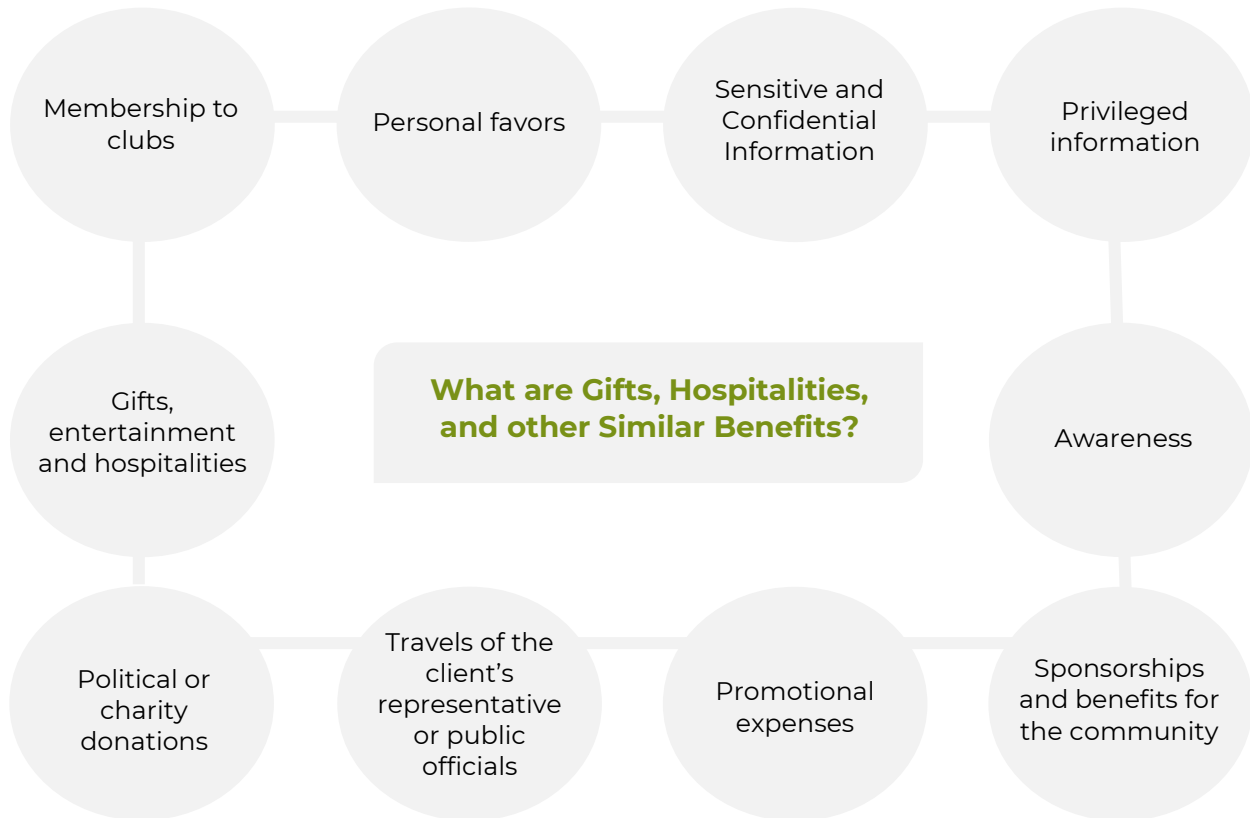 Membership to
clubs
Personal favors
Sensitive and
Confidential
Information
Privileged
information
Gifts,
entertainment
and hospitalities
What are Gifts, Hospitalities,
and other Similar Benefits?
Awareness
Political or
charity
donations
Travels of the
client’s
representative
or public
officials
Promotional
expenses
Sponsorships
and benefits for
the community